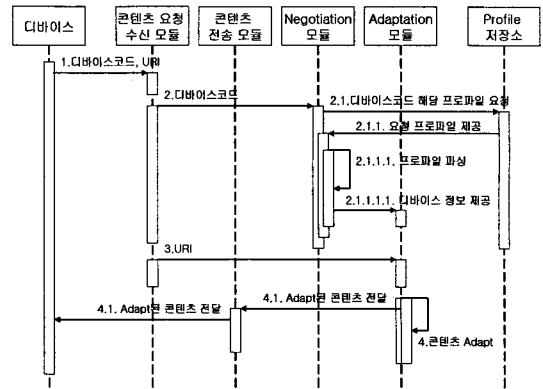 디바이스
콘텐츠 요청
수신 모듈
콘텐츠
전송 모듈
Negotiation
모듈
Adaptation
모듈
Profile
저장소
1.디바이스코드, URI
2.디바이스코드
2.1.디바이스코드 해당 프로파일 요청
2.1.1. 요청 프로파일 제공
2.1.1.1. 프로파일 파싱
2.1.1.1.1. 디바이스 정보 제공
3.URI
4.1. Adapt된 콘텐츠 전달
4.1. Adapt된 콘텐츠 전달
4.콘텐츠 Adapt